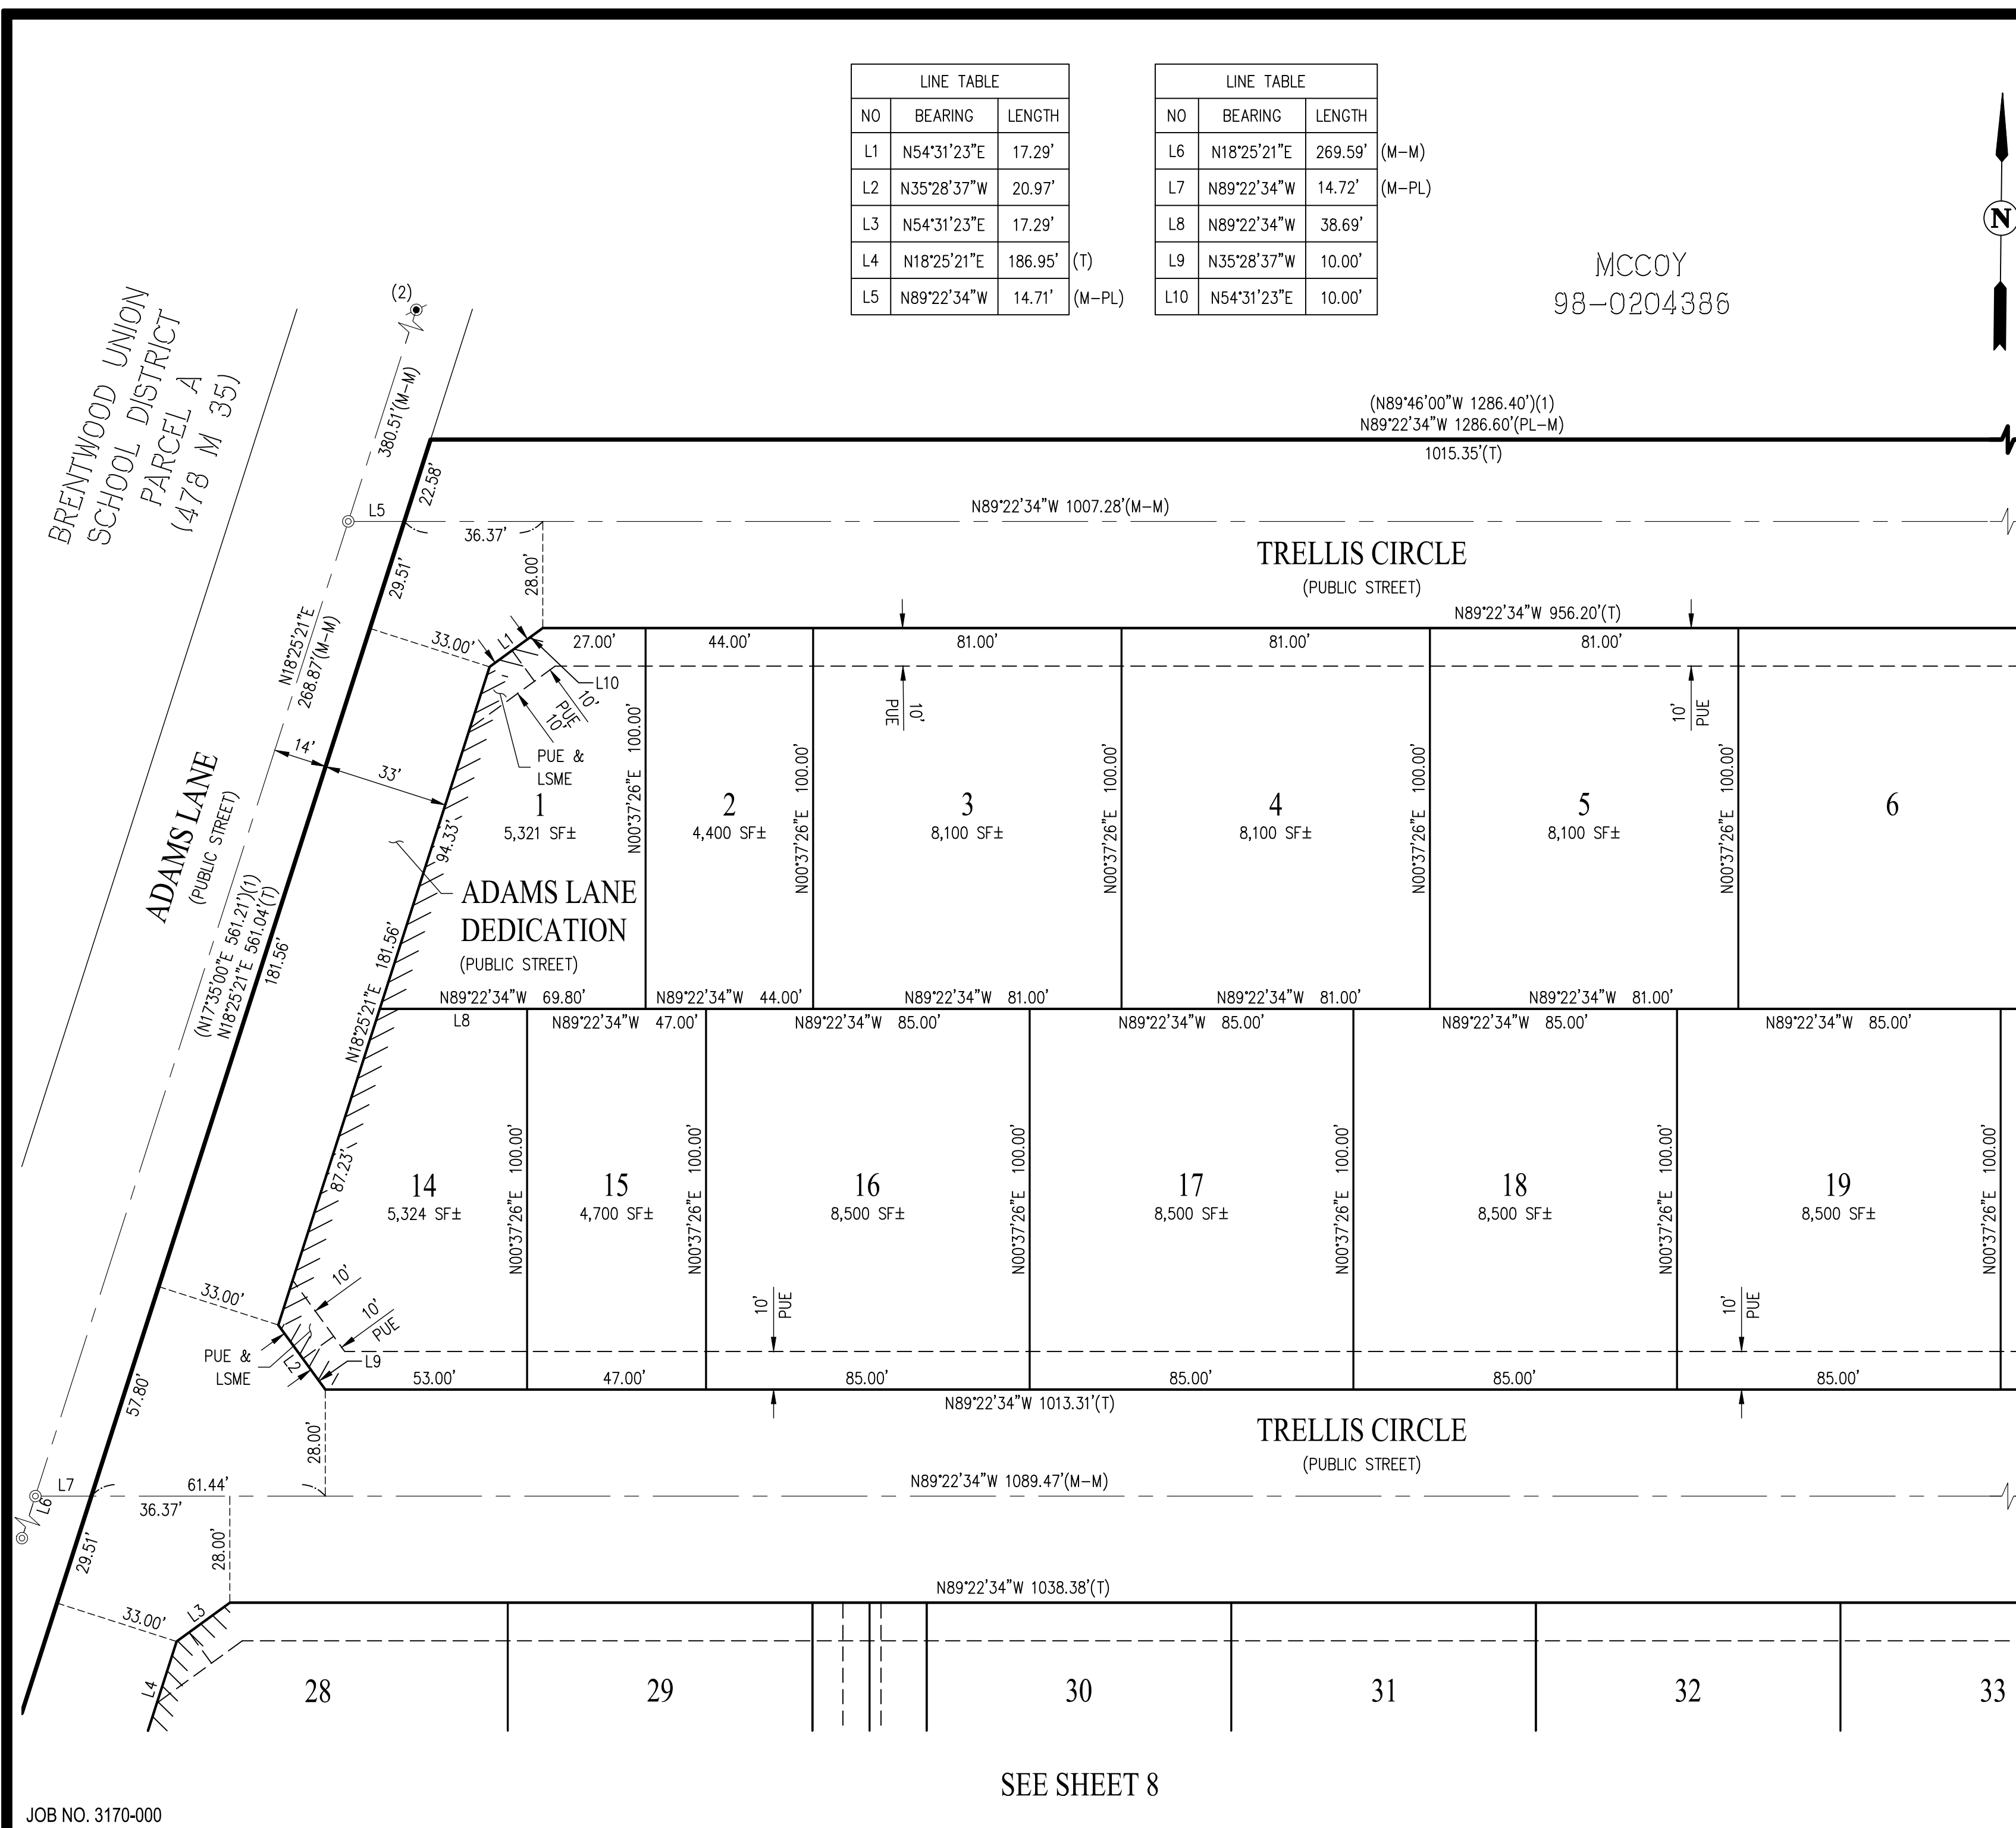 LINE TABLE
NO BEARING LENGTH
L1 N54°31'23"E 17.29'
L2 N35°28'37"W 20.97'
L3 N54°31'23"E 17.29'
L4 N18°25'21"E 186.95' (T)
L5 N89°22'34"W 14.71' (M-PL)
LINE TABLE
NO BEARING LENGTH
L6 N18°25'21"E 269.59' (M-M)
L7 N89°22'34"W 14.72' (M-PL)
L8 N89°22'34"W 38.69'
L9 N35°28'37"W 10.00'
L10 N54°31'23"E 10.00'
N
MCCOY
98-0204386
BRENTWOOD UNION
SCHOOL DISTRICT
PARCEL A
(478 M 35)
(2)
380.51'(M-M)
22.58'
(N89°46'00"W 1286.40')(1)
N89°22'34"W 1286.60'(PL-M)
1015.35'(T)
L5
36.37'
N89°22'34"W 1007.28'(M-M)
TRELLIS CIRCLE
(PUBLIC STREET)
29.51'
28.00'
N89°22'34"W 956.20'(T)
33.00'
L1
27.00'
44.00'
81.00'
81.00'
81.00'
N18°25'21"E
268.87'(M-M)
L10
10'
PUE
10'
PUE &
LSME
10'
PUE
10'
PUE
14'
33'
ADAMS LANE
(PUBLIC STREET)
1
5,321 SF±
N00°37'26"E 100.00'
2
4,400 SF±
N00°37'26"E 100.00'
3
8,100 SF±
N00°37'26"E 100.00'
4
8,100 SF±
N00°37'26"E 100.00'
5
8,100 SF±
N00°37'26"E 100.00'
6
94.33'
ADAMS LANE
DEDICATION
(PUBLIC STREET)
(N17°35'00"E 561.21')(1)
N18°25'21"E 561.04'(T)
181.56'
N18°25'21"E 181.56'
N89°22'34"W 69.80'
N89°22'34"W 44.00'
N89°22'34"W 81.00'
N89°22'34"W 81.00'
N89°22'34"W 81.00'
L8
N89°22'34"W 47.00'
N89°22'34"W 85.00'
N89°22'34"W 85.00'
N89°22'34"W 85.00'
N89°22'34"W 85.00'
87.23'
14
5,324 SF±
N00°37'26"E 100.00'
15
4,700 SF±
N00°37'26"E 100.00'
16
8,500 SF±
N00°37'26"E 100.00'
17
8,500 SF±
N00°37'26"E 100.00'
18
8,500 SF±
N00°37'26"E 100.00'
19
8,500 SF±
N00°37'26"E 100.00'
33.00'
10'
10'
PUE
10'
PUE
10'
PUE
PUE &
LSME
L2
L9
53.00'
47.00'
85.00'
85.00'
85.00'
85.00'
57.80'
N89°22'34"W 1013.31'(T)
28.00'
TRELLIS CIRCLE
(PUBLIC STREET)
L7
61.44'
N89°22'34"W 1089.47'(M-M)
L6
36.37'
29.51'
28.00'
N89°22'34"W 1038.38'(T)
33.00'
L3
L4
28
29
30
31
32
33
SEE SHEET 8
JOB NO. 3170-000